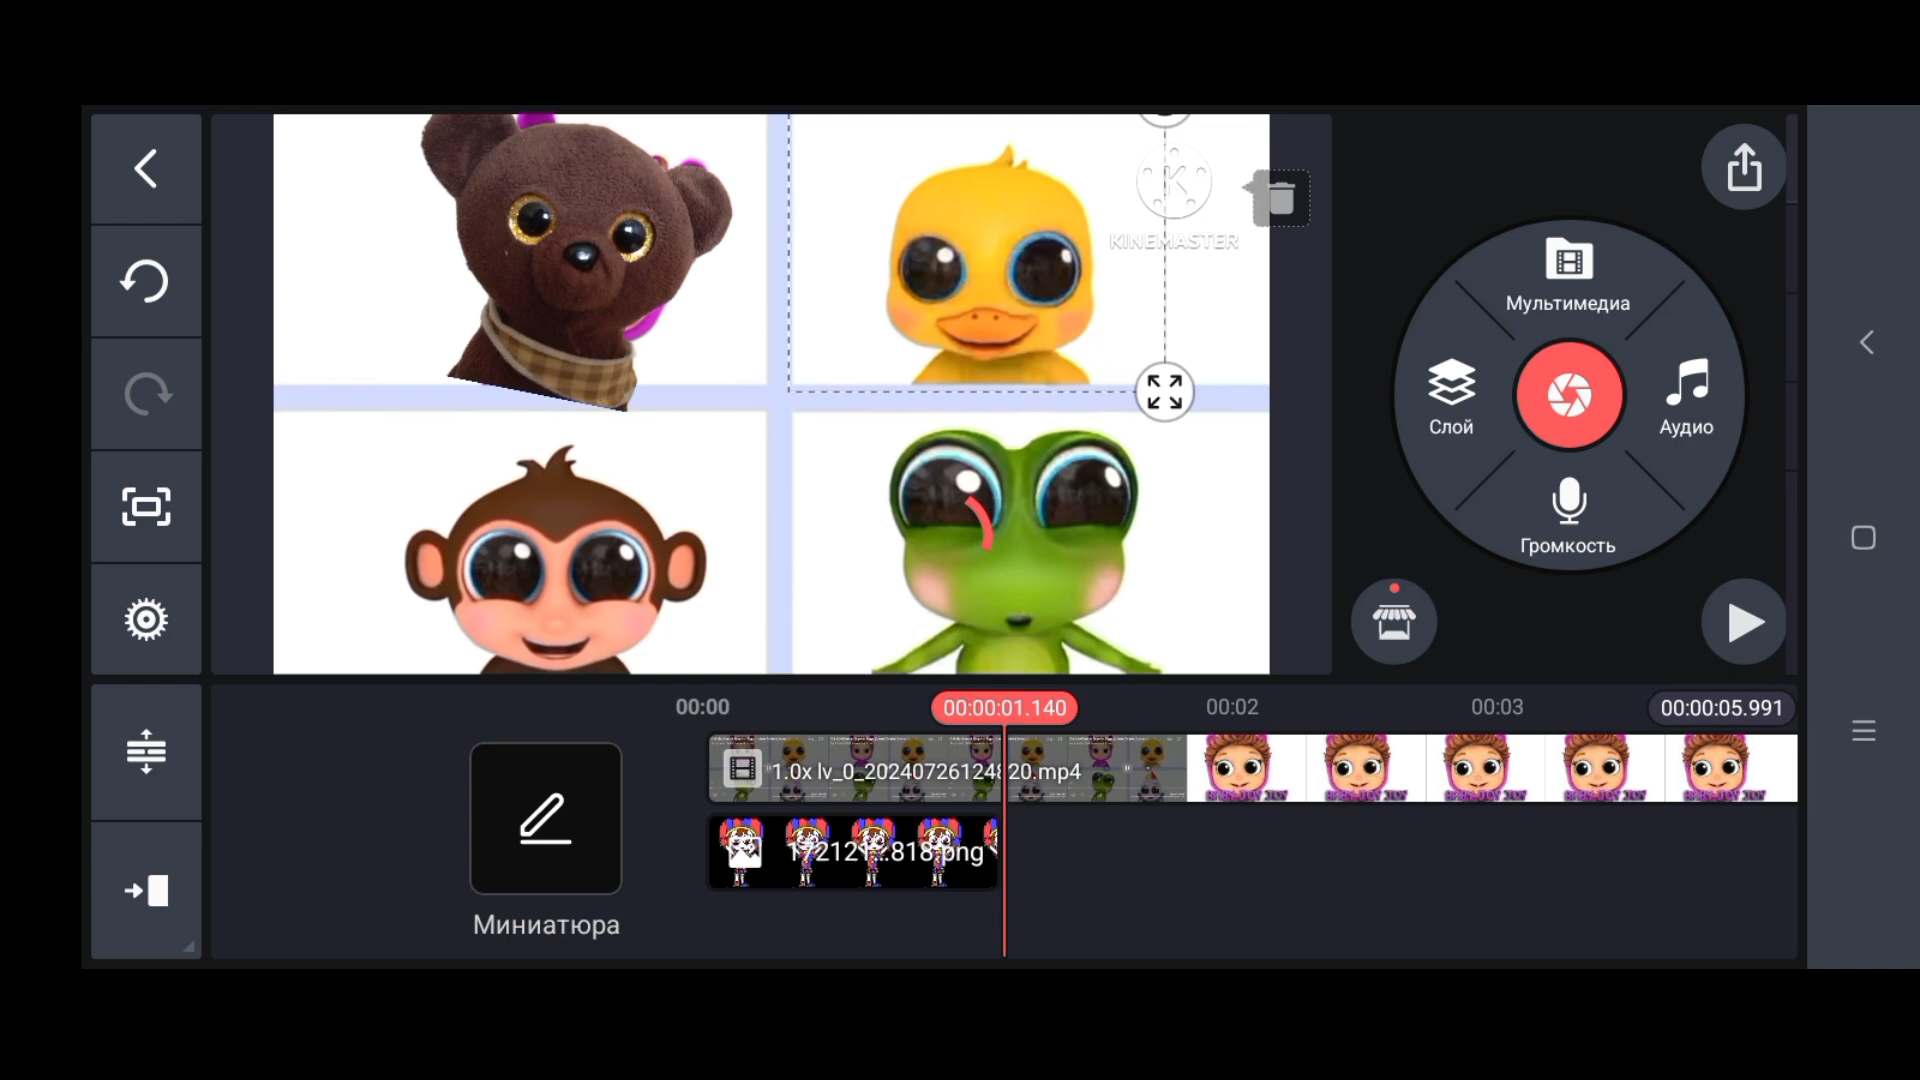 KINEMASTER
Мультимедиа
Слой
Аудио
Громкость
00:00
00:00:01.140
00:02
00:03
00:00:05.991
1.0x lv_0_20240726124820.mp4
172121...818.png
Миниатюра